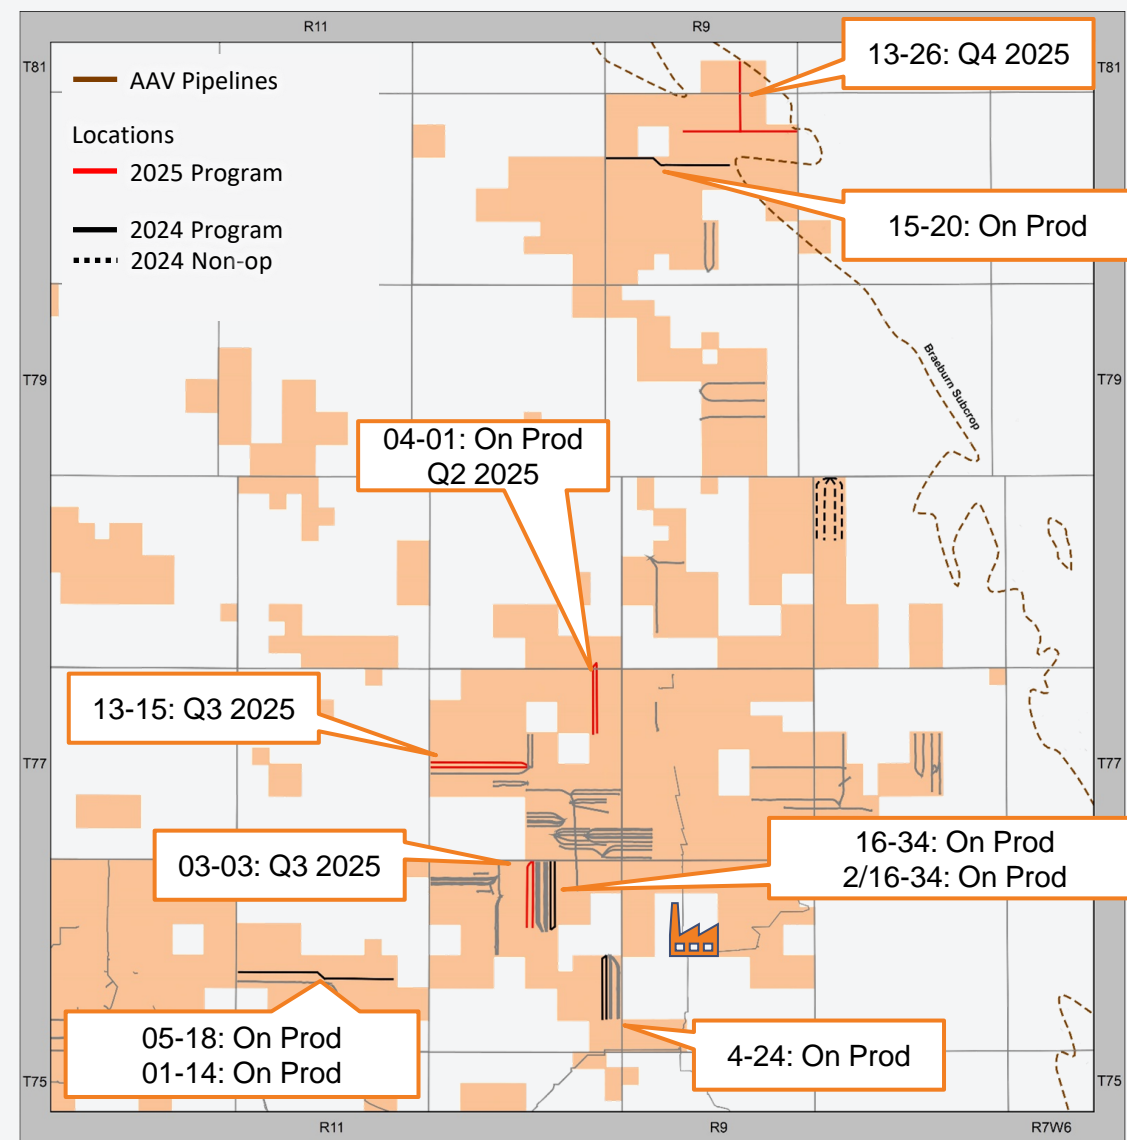 R11
R9
T81
T81
AAV Pipelines
Locations
2025 Program
2024 Program
2024 Non-op
13-26: Q4 2025
15-20: On Prod
Braeburn Subcrop
T79
T79
04-01: On Prod
Q2 2025
13-15: Q3 2025
T77
T77
03-03: Q3 2025
16-34: On Prod
2/16-34: On Prod
05-18: On Prod
01-14: On Prod
4-24: On Prod
T75
T75
R11
R9
R7W6